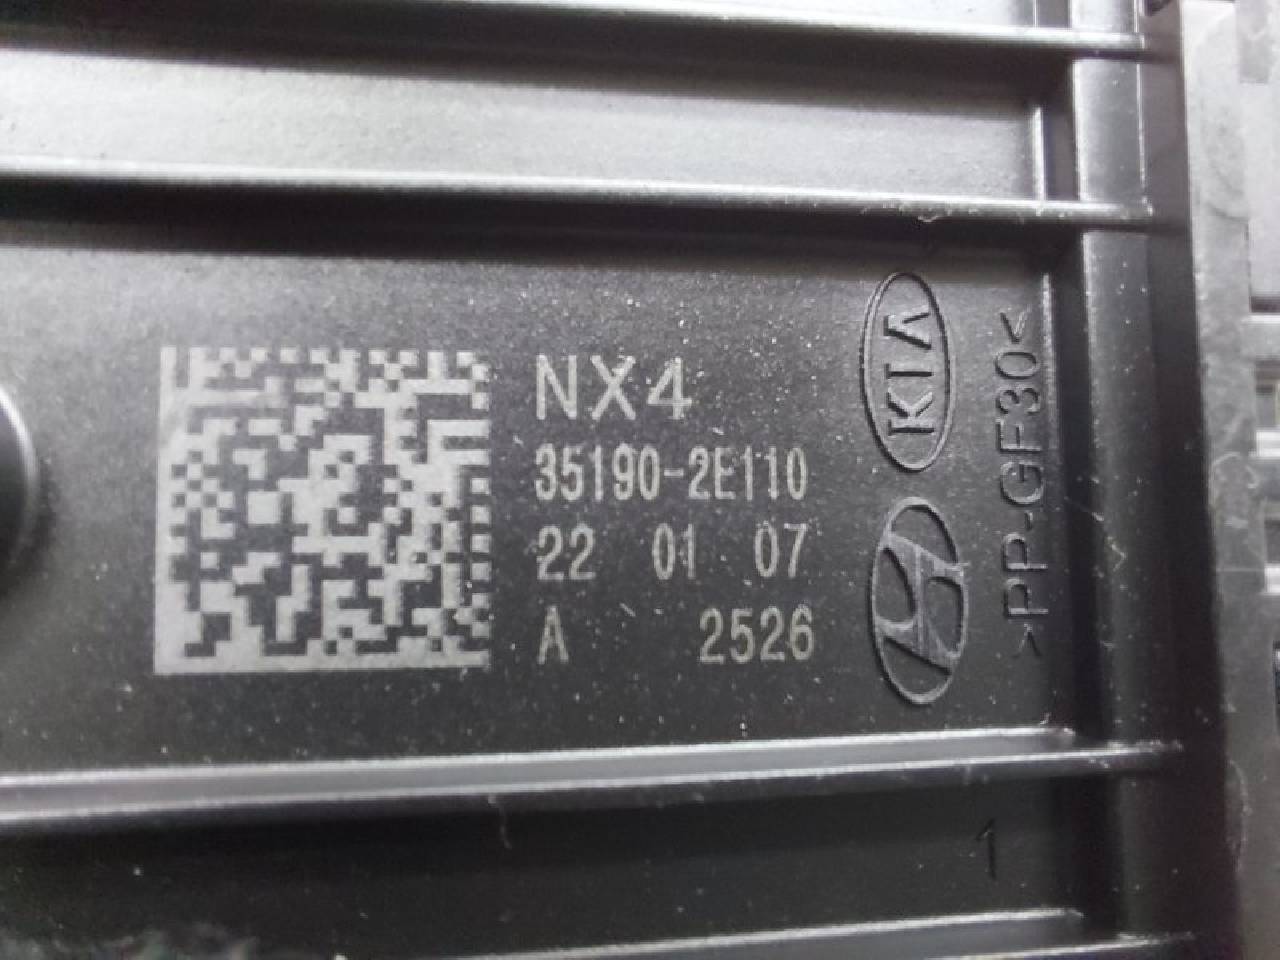 NX4
35190-2E110
22 01 07
A 2526
KIA
>PP-GF30<
1